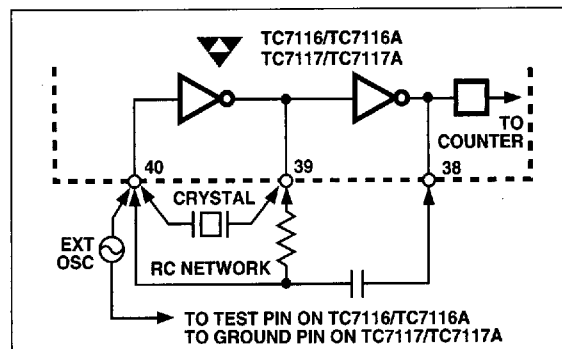 TC7116/TC7116A
TC7117/TC7117A
TO
COUNTER
40
39
38
CRYSTAL
EXT
OSC
RC NETWORK
TO TEST PIN ON TC7116/TC7116A
TO GROUND PIN ON TC7117/TC7117A